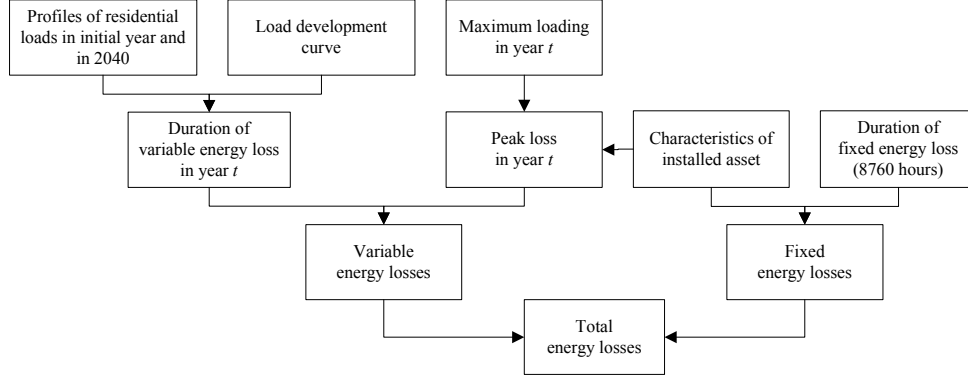 Profiles of residential
loads in initial year and
in 2040
Load development
curve
Maximum loading
in year t
Duration of
variable energy loss
in year t
Peak loss
in year t
Characteristics of
installed asset
Duration of
fixed energy loss
(8760 hours)
Variable
energy losses
Fixed
energy losses
Total
energy losses